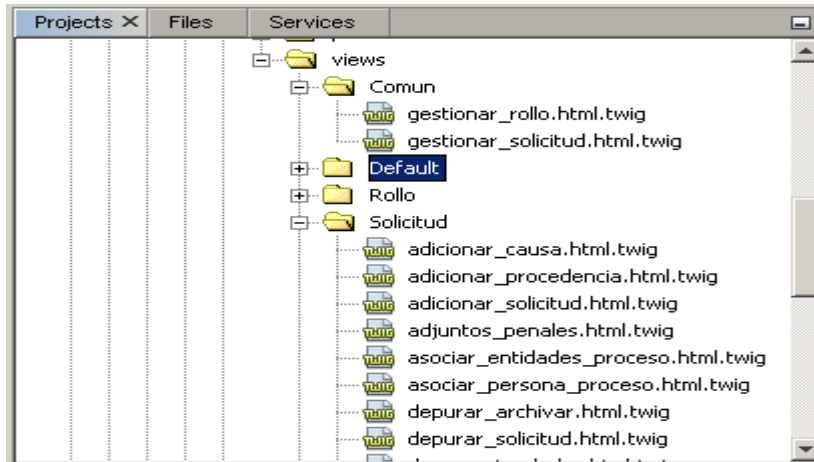 Projects Files Services
views
Comun
gestionar_rollo.html.twig
gestionar_solicitud.html.twig
Default
Rollo
Solicitud
adicionar_causa.html.twig
adicionar_procedencia.html.twig
adicionar_solicitud.html.twig
adjuntos_penales.html.twig
asociar_entidades_proceso.html.twig
asociar_persona_proceso.html.twig
depurar_archivar.html.twig
depurar_solicitud.html.twig